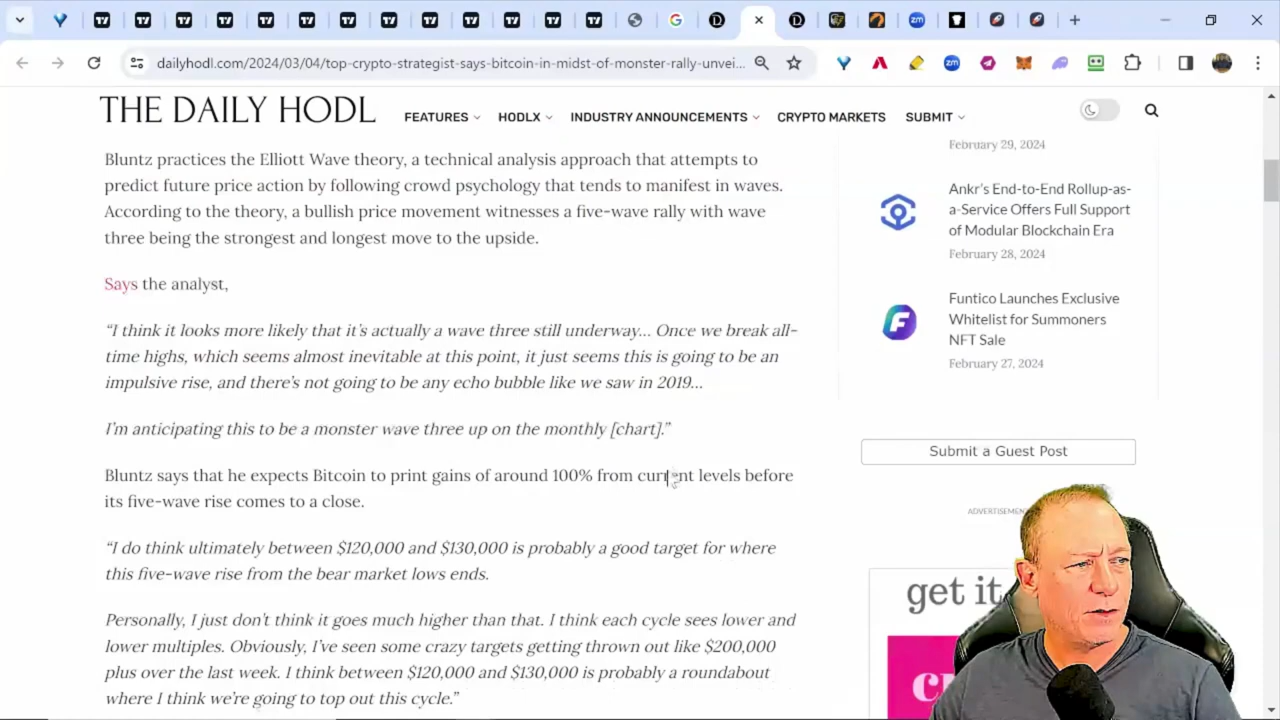 dailyhodl.com/2024/03/04/top-crypto-strategist-says-bitcoin-in-midst-of-monster-rally-unvei...
THE DAILY HODL
FEATURES
HODLX
INDUSTRY ANNOUNCEMENTS
CRYPTO MARKETS
SUBMIT
Bluntz practices the Elliott Wave theory, a technical analysis approach that attempts to
predict future price action by following crowd psychology that tends to manifest in waves.
According to the theory, a bullish price movement witnesses a five-wave rally with wave
three being the strongest and longest move to the upside.
Says the analyst,
“I think it looks more likely that it’s actually a wave three still underway… Once we break all-
time highs, which seems almost inevitable at this point, it just seems this is going to be an
impulsive rise, and there’s not going to be any echo bubble like we saw in 2019…
I’m anticipating this to be a monster wave three up on the monthly [chart].”
Bluntz says that he expects Bitcoin to print gains of around 100% from current levels before
its five-wave rise comes to a close.
“I do think ultimately between $120,000 and $130,000 is probably a good target for where
this five-wave rise from the bear market lows ends.
Personally, I just don’t think it goes much higher than that. I think each cycle sees lower and
lower multiples. Obviously, I’ve seen some crazy targets getting thrown out like $200,000
plus over the last week. I think between $120,000 and $130,000 is probably a roundabout
where I think we’re going to top out this cycle.”
February 29, 2024
Ankr’s End-to-End Rollup-as-
a-Service Offers Full Support
of Modular Blockchain Era
February 28, 2024
Funtico Launches Exclusive
Whitelist for Summoners
NFT Sale
February 27, 2024
Submit a Guest Post
ADVERTISEMEN
get it